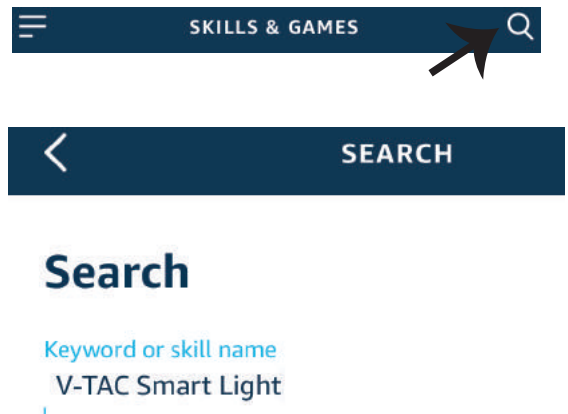 SKILLS & GAMES
SEARCH
Search
Keyword or skill name
V-TAC Smart Light